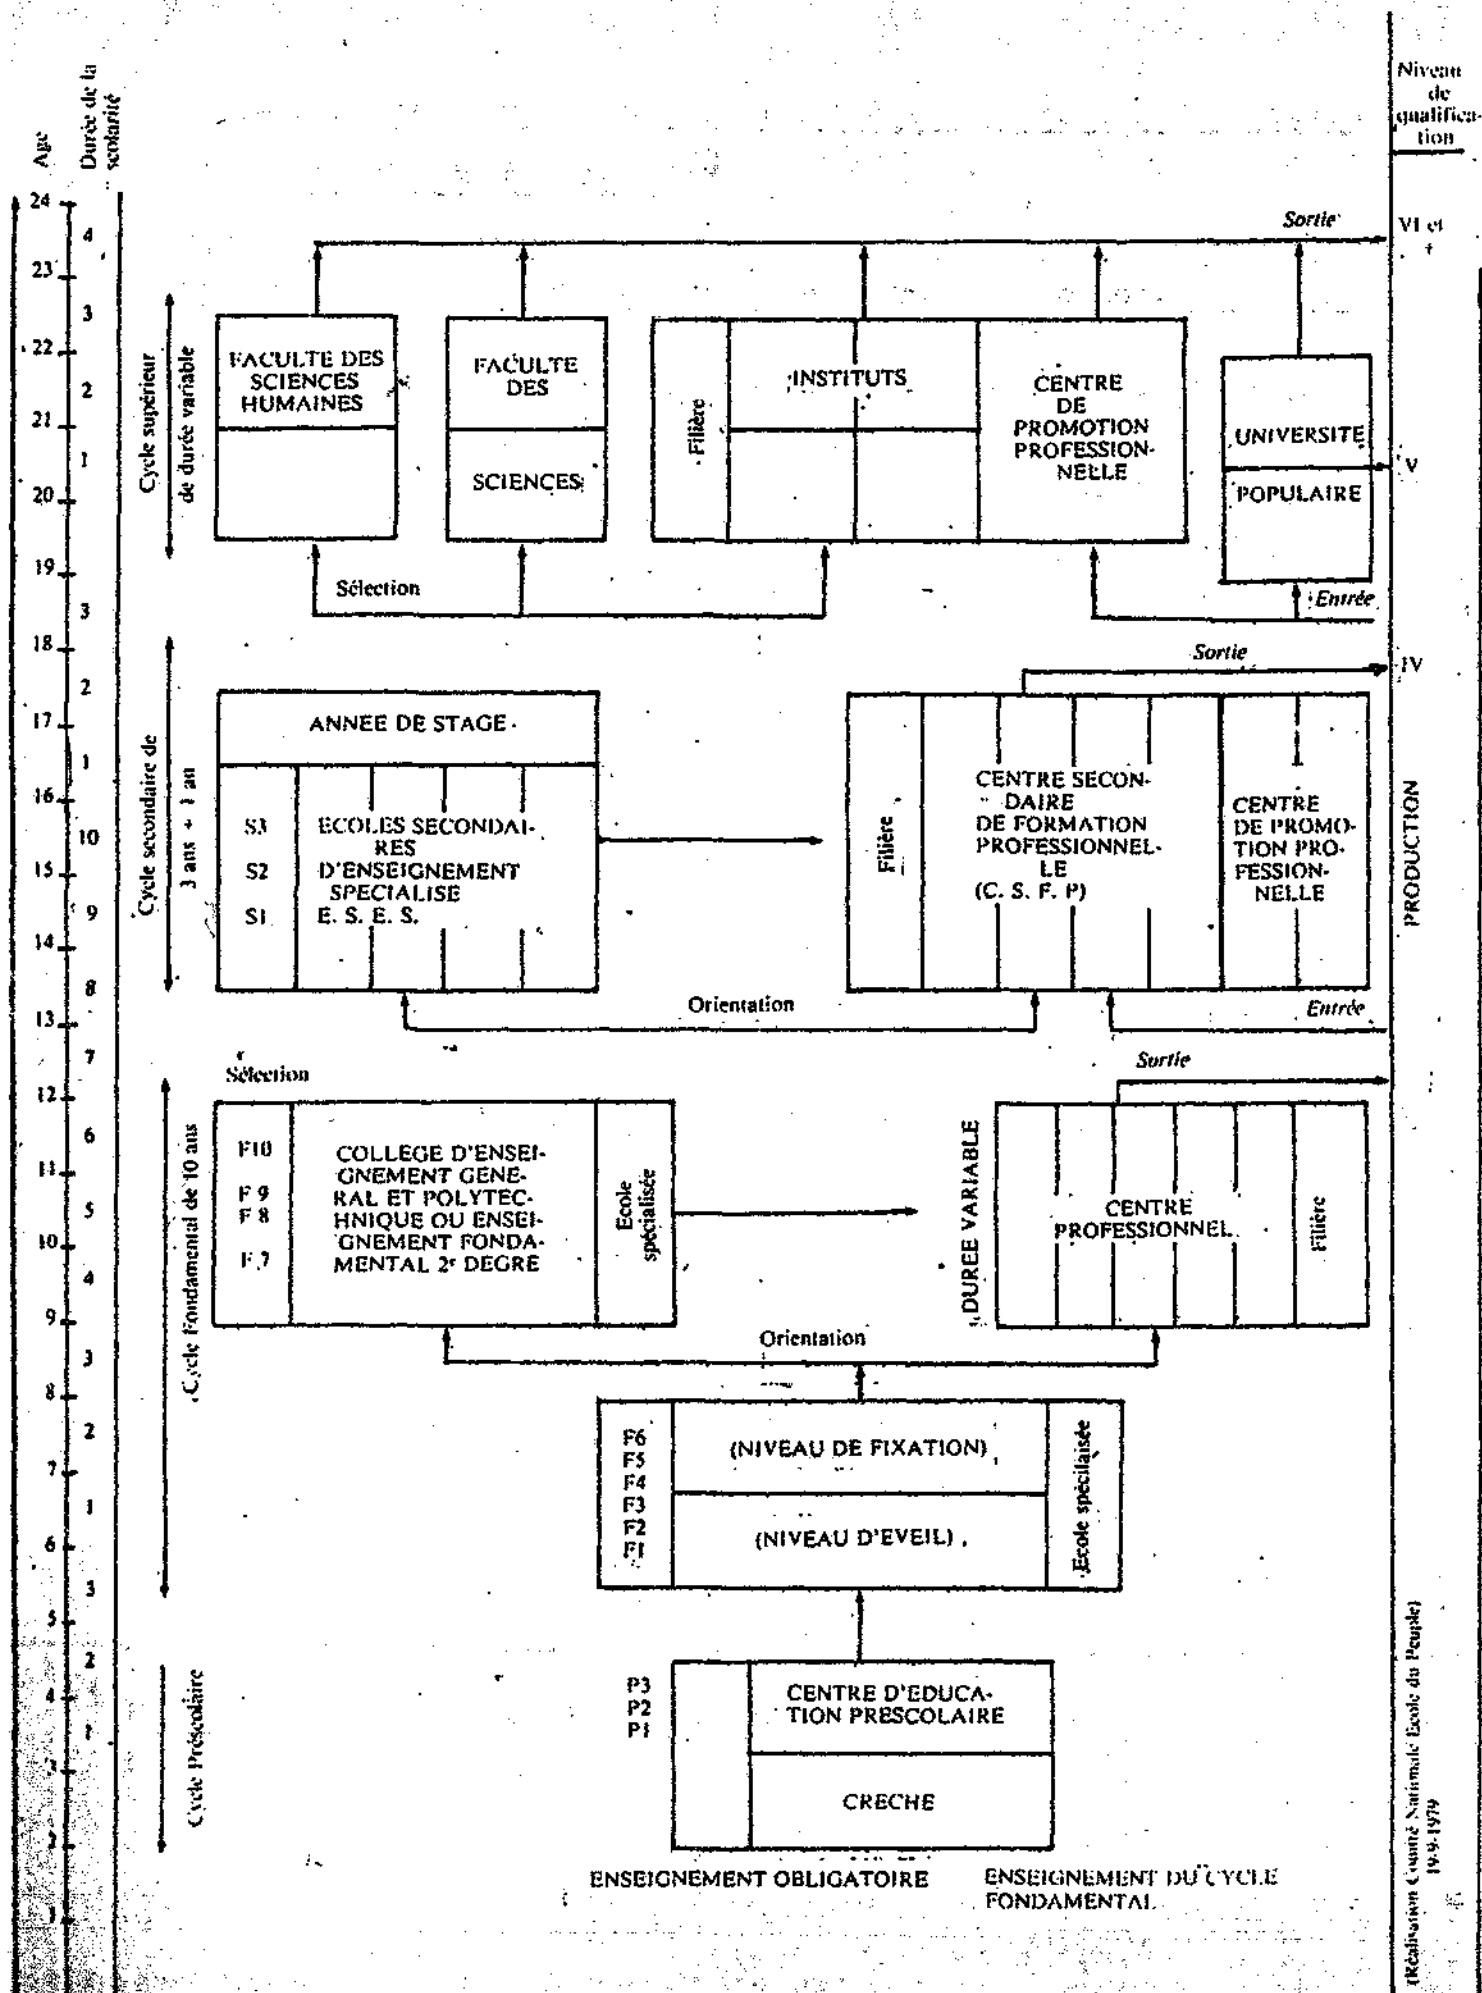 Age
Durée de la
scolarité
Niveau
de
qualifica-
tion
24
4
23
3
22
2
21
1
20
19
3
18
2
17
1
16
10
15
9
14
8
13
7
12
6
11
5
10
4
9
3
8
2
7
1
6
3
5
2
4
1
Sortie
VI et
+
Cycle supérieur
de durée variable
FACULTE DES
SCIENCES
HUMAINES
FACULTE
DES
SCIENCES
Filière
INSTITUTS
CENTRE
DE
PROMOTION
PROFESSION-
NELLE
UNIVERSITE
POPULAIRE
V
Sélection
Entrée
Sortie
IV
Cycle secondaire de
3 ans + 1 an
ANNEE DE STAGE
S3
S2
S1
ECOLES SECONDAI-
RES
D'ENSEIGNEMENT
SPECIALISE
E. S. E. S.
Filière
CENTRE SECON-
DAIRE
DE FORMATION
PROFESSIONNEL-
LE
(C. S. F. P)
CENTRE
DE PROMO-
TION PRO-
FESSION-
NELLE
PRODUCTION
Orientation
Entrée
Sélection
Sortie
Cycle Fondamental de 10 ans
F10
F 9
F 8
F 7
COLLEGE D'ENSEI-
GNEMENT GENE-
RAL ET POLYTEC-
HNIQUE OU ENSEI-
GNEMENT FONDA-
MENTAL 2e DEGRE
Ecole
spécialisée
DUREE VARIABLE
CENTRE
PROFESSIONNEL
Filière
Orientation
F6
F5
F4
F3
F2
F1
(NIVEAU DE FIXATION)
(NIVEAU D'EVEIL)
Ecole spécilaisée
Cycle Préscolaire
P3
P2
P1
CENTRE D'EDUCA-
TION PRESCOLAIRE
CRECHE
ENSEIGNEMENT OBLIGATOIRE
ENSEIGNEMENT DU CYCLE
FONDAMENTAL
(Réalisation Comité Nationale Ecole du Peuple)
19-9-1979